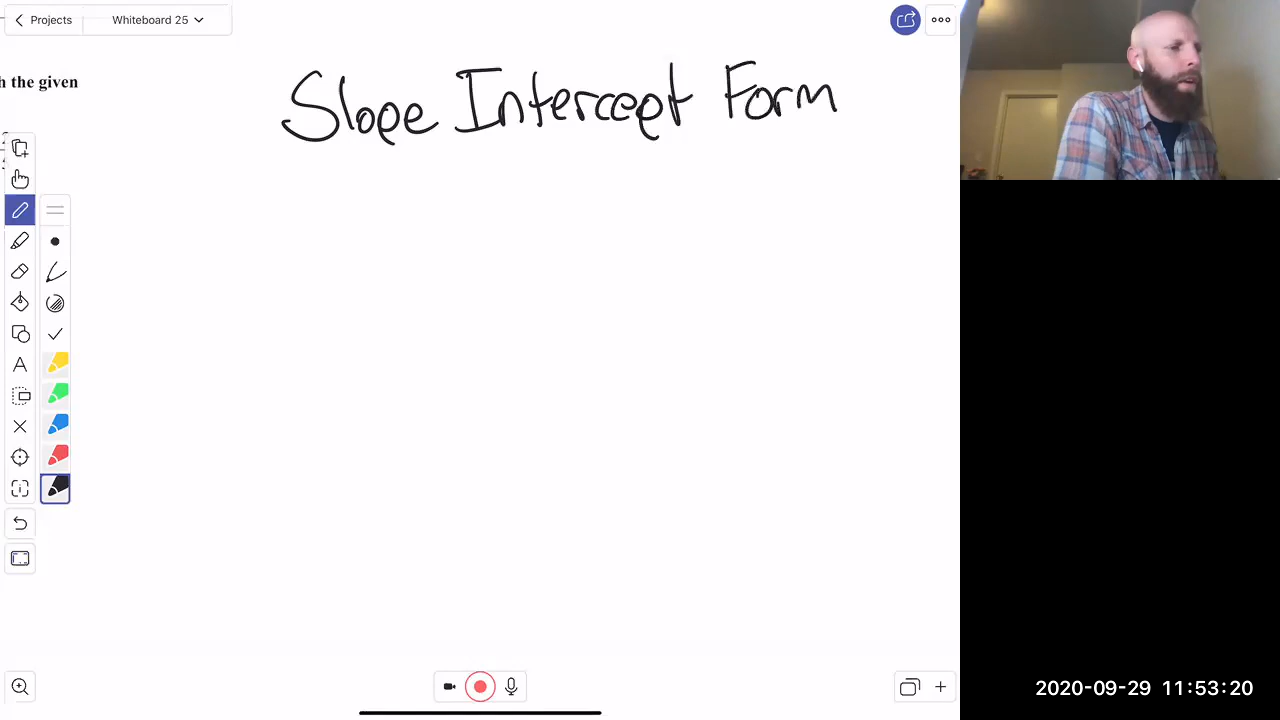 Projects
Whiteboard 25
h the given
Slope Intercept Form
A
2020-09-29 11:53:20